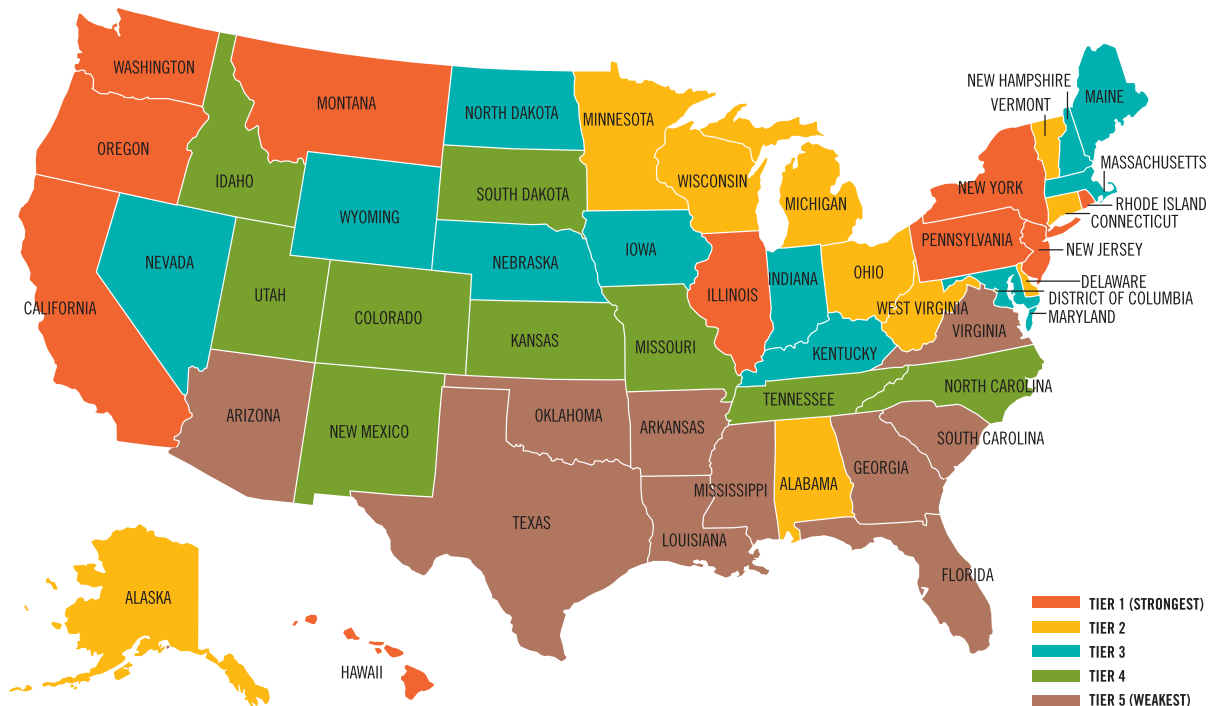 WASHINGTON
OREGON
CALIFORNIA
NEVADA
IDAHO
MONTANA
WYOMING
UTAH
COLORADO
ARIZONA
NEW MEXICO
NORTH DAKOTA
SOUTH DAKOTA
NEBRASKA
KANSAS
OKLAHOMA
TEXAS
MINNESOTA
IOWA
MISSOURI
ARKANSAS
LOUISIANA
WISCONSIN
ILLINOIS
MICHIGAN
INDIANA
OHIO
KENTUCKY
TENNESSEE
MISSISSIPPI
ALABAMA
GEORGIA
FLORIDA
SOUTH CAROLINA
NORTH CAROLINA
VIRGINIA
WEST VIRGINIA
PENNSYLVANIA
NEW YORK
VERMONT
NEW HAMPSHIRE
MAINE
MASSACHUSETTS
RHODE ISLAND
CONNECTICUT
NEW JERSEY
DELAWARE
DISTRICT OF COLUMBIA
MARYLAND
ALASKA
HAWAII
TIER 1 (STRONGEST)
TIER 2
TIER 3
TIER 4
TIER 5 (WEAKEST)